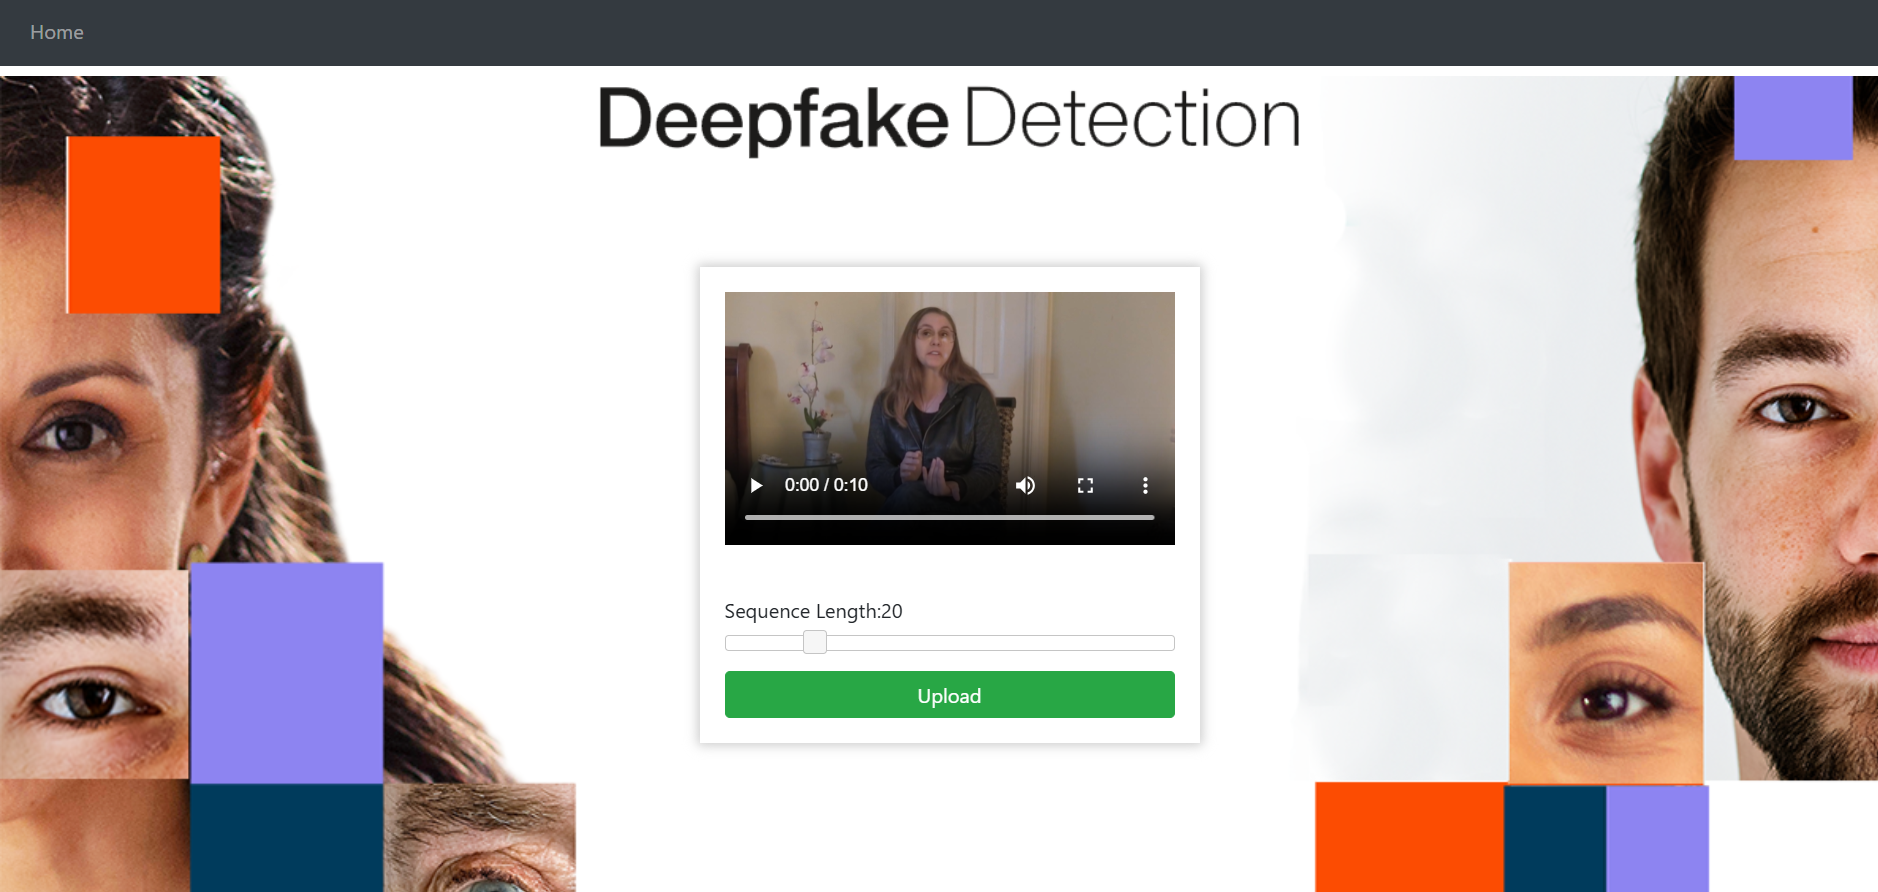 Home
Deepfake Detection
0:00 / 0:10
Sequence Length:20
Upload